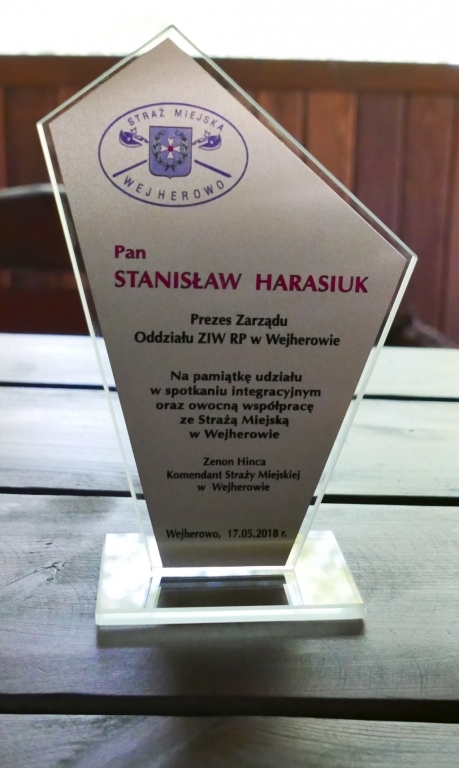 STRAŻ MIEJSKA
WEJHEROWO
Pan
STANISŁAW HARASIUK
Prezes Zarządu
Oddziału ZIW RP w Wejherowie
Na pamiątkę udziału
w spotkaniu integracyjnym
oraz owocną współpracę
ze Strażą Miejską
w Wejherowie
Zenon Hinca
Komendant Straży Miejskiej
w Wejherowie
Wejherowo, 17.05.2018 r.